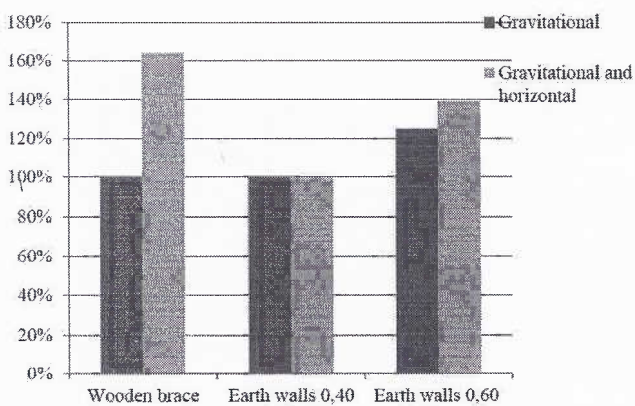 180%
160%
140%
120%
100%
80%
60%
40%
20%
0%
Wooden brace
Earth walls 0,40
Earth walls 0,60
Gravitational
Gravitational and
horizontal